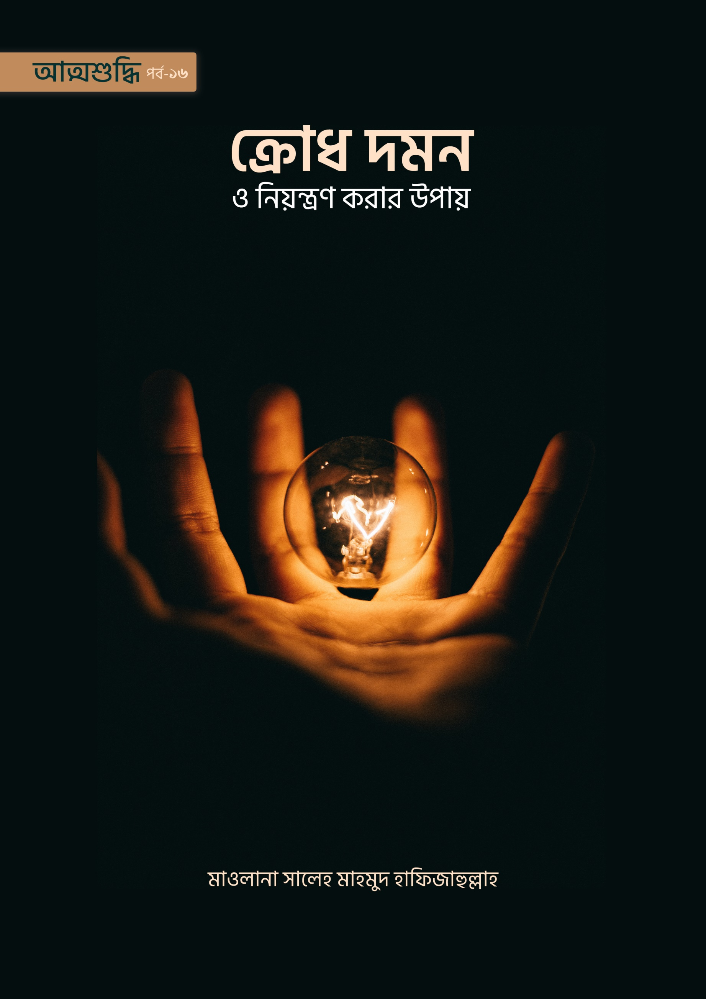 আত্মশুদ্ধি পর্ব-১৬
ক্রোধ দমন
ও নিয়ন্ত্রণ করার উপায়
মাওলানা সালেহ মাহমুদ হাফিজাহুল্লাহ